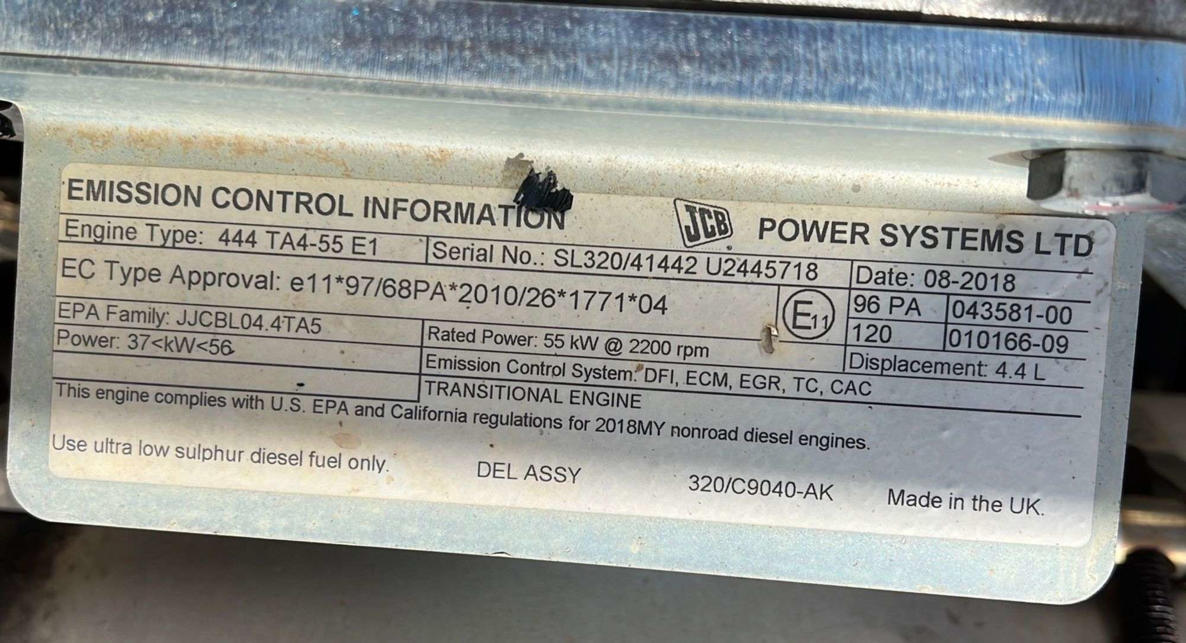 EMISSION CONTROL INFORMATION JCB POWER SYSTEMS LTD
Engine Type: 444 TA4-55 E1 Serial No.: SL320/41442 U2445718 Date: 08-2018
EC Type Approval: e11*97/68PA*2010/26*1771*04 E11 96 PA 043581-00
120 010166-09
EPA Family: JJCBL04.4TA5 Rated Power: 55 kW @ 2200 rpm Displacement: 4.4 L
Power: 37<kW<56 Emission Control System: DFI, ECM, EGR, TC, CAC
TRANSITIONAL ENGINE
This engine complies with U.S. EPA and California regulations for 2018MY nonroad diesel engines.
Use ultra low sulphur diesel fuel only. DEL ASSY 320/C9040-AK Made in the UK.